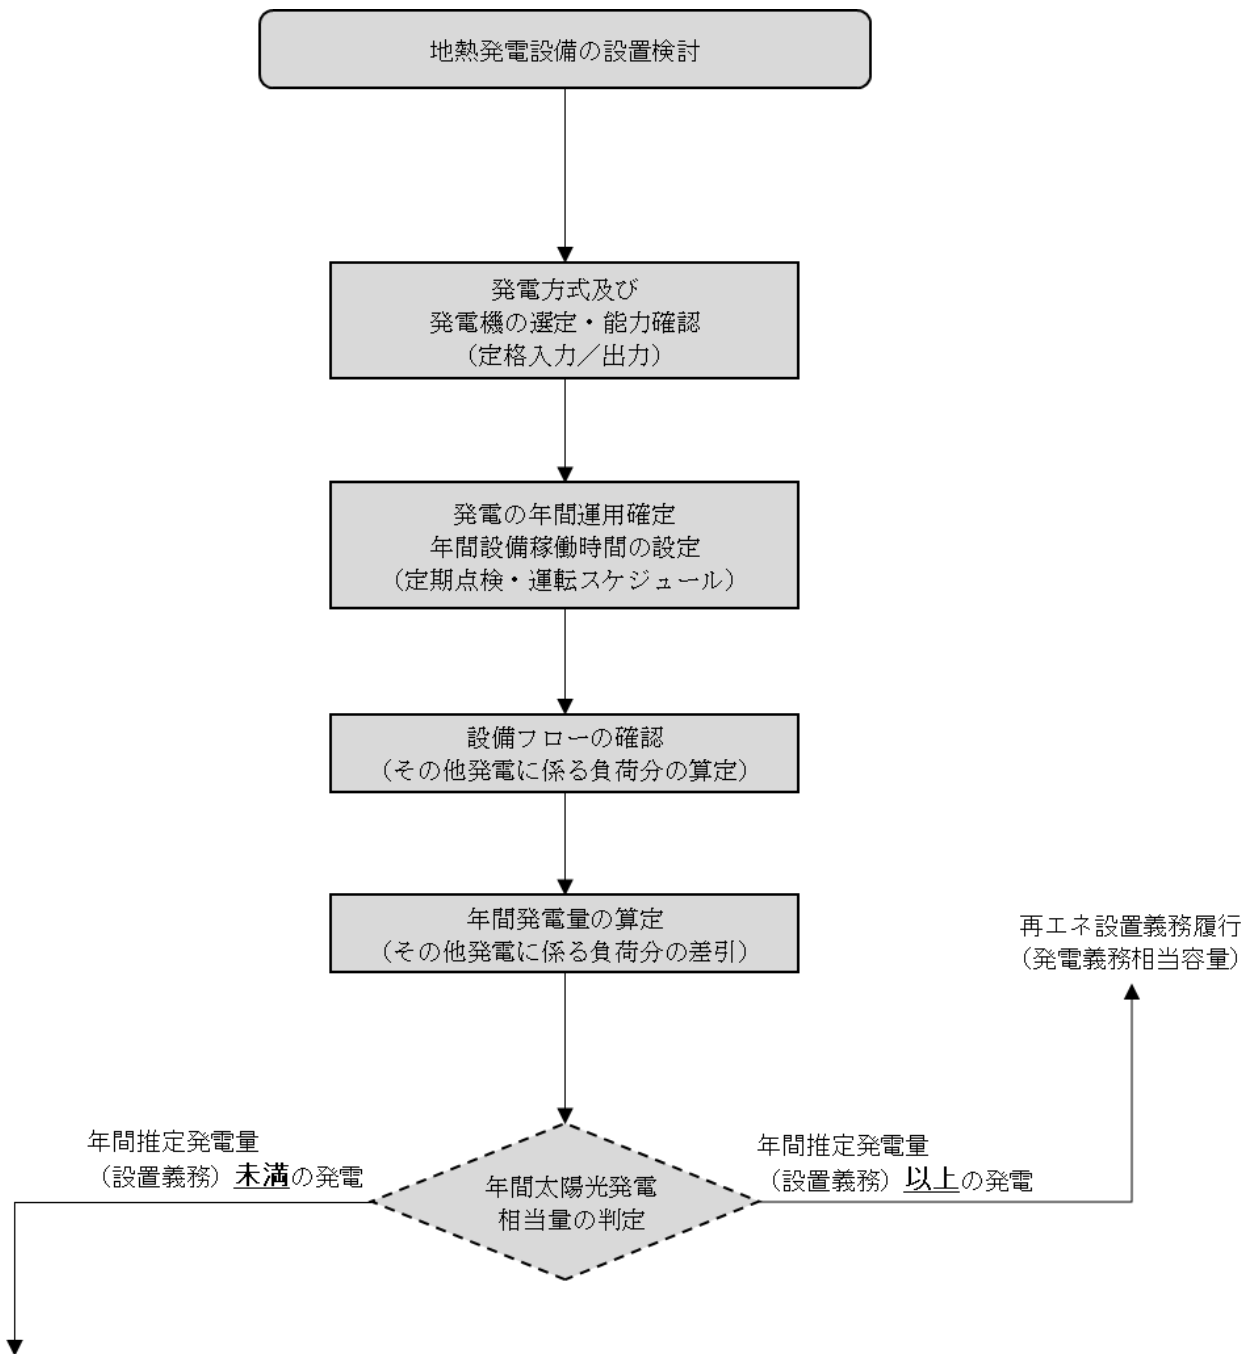 地熱発電設備の設置検討
発電方式及び
発電機の選定・能力確認
（定格入力／出力）
発電の年間運用確定
年間設備稼働時間の設定
（定期点検・運転スケジュール）
設備フローの確認
（その他発電に係る負荷分の算定）
年間発電量の算定
（その他発電に係る負荷分の差引）
再エネ設置義務履行
（発電義務相当容量）
年間推定発電量
（設置義務）未満の発電
年間推定発電量
（設置義務）以上の発電
年間太陽光発電
相当量の判定